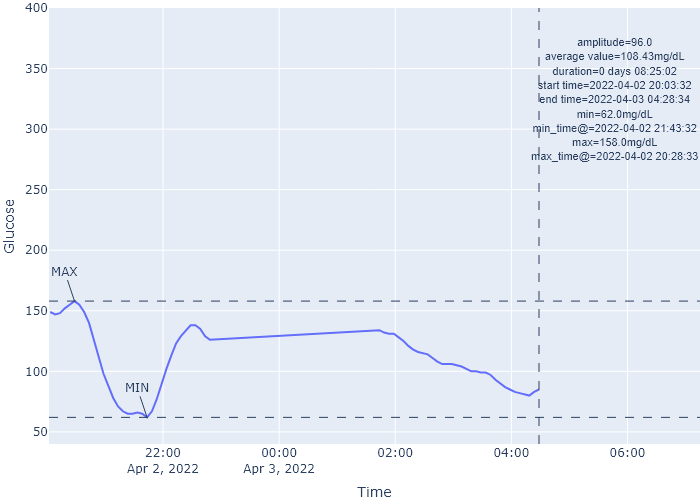 400
350
300
250
200
150
100
50
Glucose
MAX
MIN
amplitude=96.0
average value=108.43mg/dL
duration=0 days 08:25:02
start time=2022-04-02 20:03:32
end time=2022-04-03 04:28:34
min=62.0mg/dL
min_time@=2022-04-02 21:43:32
max=158.0mg/dL
max_time@=2022-04-02 20:28:33
22:00 00:00 02:00 04:00 06:00
Apr 2, 2022 Apr 3, 2022
Time